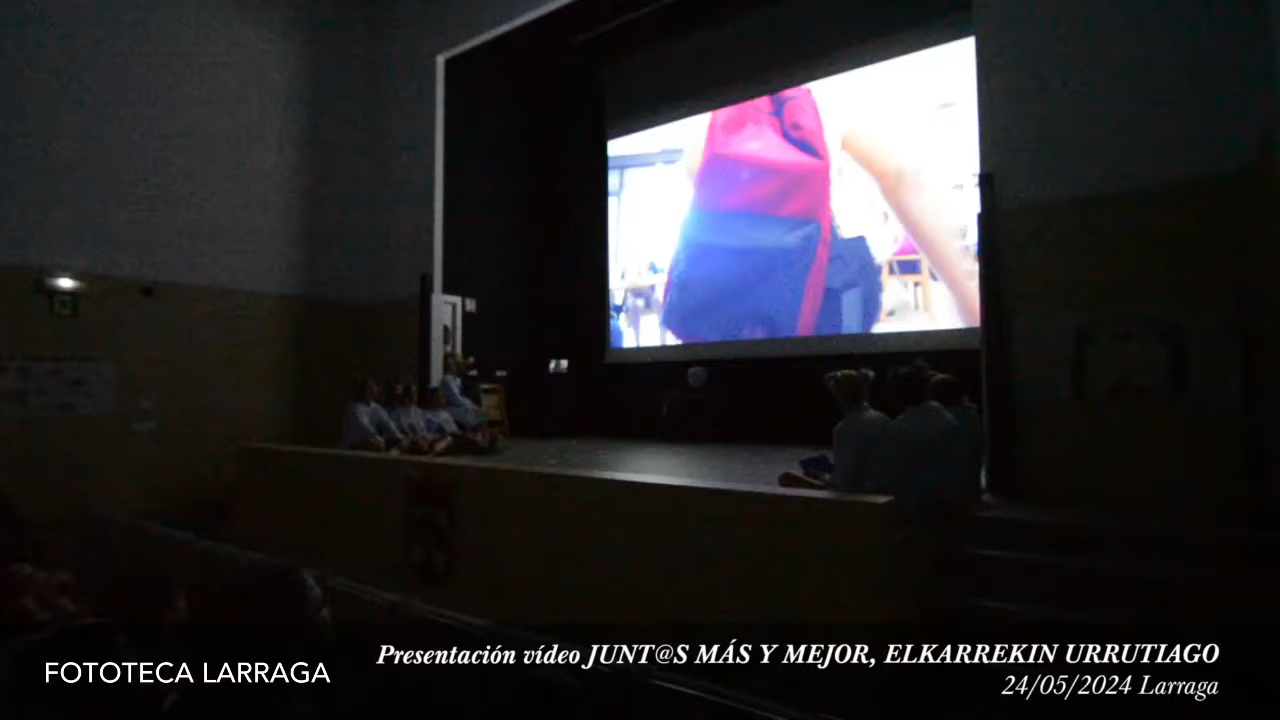 Presentación vídeo JUNT@S MÁS Y MEJOR, ELKARREKIN URRUTIAGO
FOTOTECA LARRAGA
24/05/2024 Larraga